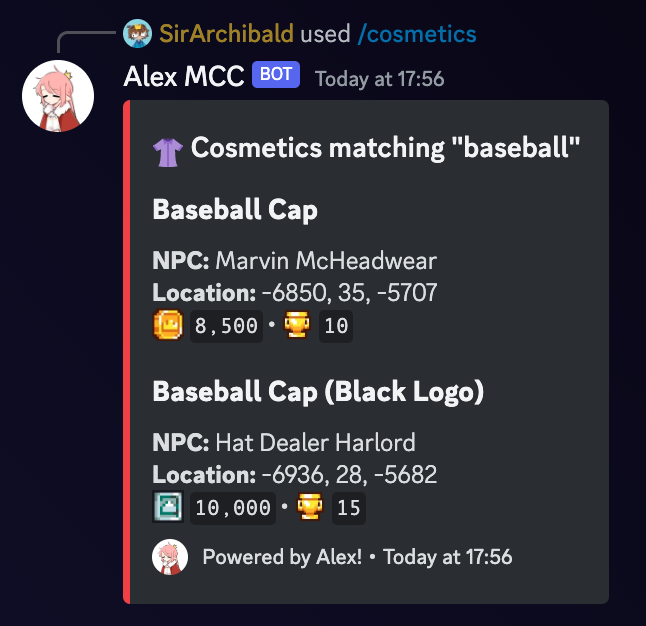 SirArchibald used /cosmetics
Alex MCC BOT Today at 17:56
Cosmetics matching "baseball"
Baseball Cap
NPC: Marvin McHeadwear
Location: -6850, 35, -5707
8,500 • 10
Baseball Cap (Black Logo)
NPC: Hat Dealer Harlord
Location: -6936, 28, -5682
10,000 • 15
Powered by Alex! • Today at 17:56